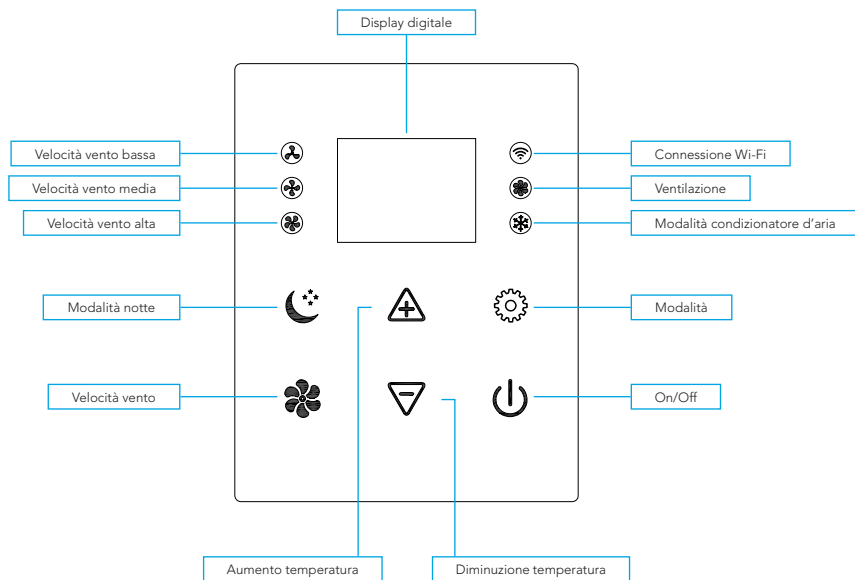 Display digitale
Velocità vento bassa
Connessione Wi-Fi
Velocità vento media
Ventilazione
Velocità vento alta
Modalità condizionatore d’aria
Modalità notte
Modalità
Velocità vento
On/Off
Aumento temperatura
Diminuzione temperatura